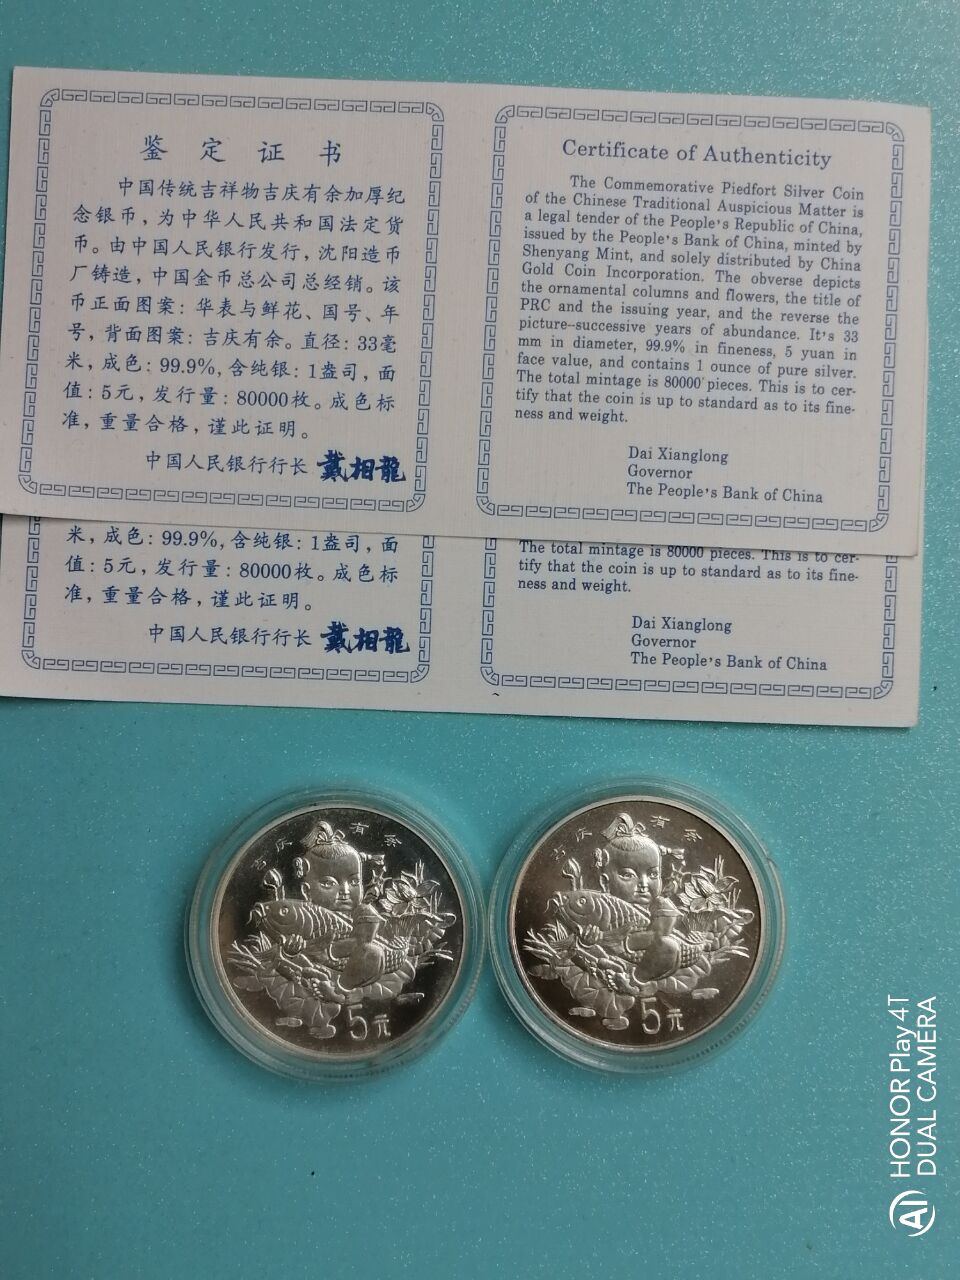 鉴定证书
中国传统吉祥物吉庆有余加厚纪
念银币，为中华人民共和国法定货
币。由中国人民银行发行，沈阳造币
厂铸造，中国金币总公司总经销。该
币正面图案：华表与鲜花、国号、年
号，背面图案：吉庆有余。直径：33毫
米，成色：99.9%，含纯银：1盎司，面
值：5元，发行量：80000枚。成色标
准，重量合格，谨此证明。
中国人民银行行长 戴相龍
Certificate of Authenticity
The Commemorative Piedfort Silver Coin
of the Chinese Traditional Auspicious Matter is
a legal tender of the People's Republic of China,
issued by the People's Bank of China, minted by
Shenyang Mint, and solely distributed by China
Gold Coin Incorporation. The obverse depicts
the ornamental columns and flowers, the title of
PRC and the issuing year, and the reverse the
picture--successive years of abundance. It's 33
mm in diameter, 99.9% in fineness, 5 yuan in
face value, and contains 1 ounce of pure silver.
The total mintage is 80000 pieces. This is to cer-
tify that the coin is up to standard as to its fine-
ness and weight.
Dai Xianglong
Governor
The People's Bank of China
米，成色：99.9%，含纯银：1盎司，面
值：5元，发行量：80000枚。成色标
准，重量合格，谨此证明。
中国人民银行行长 戴相龍
The total mintage is 80000 pieces. This is to cer-
tify that the coin is up to standard as to its fine-
ness and weight.
Dai Xianglong
Governor
The People's Bank of China
吉庆有余
5元
吉庆有余
5元
HONOR Play 4T
DUAL CAMERA
AI